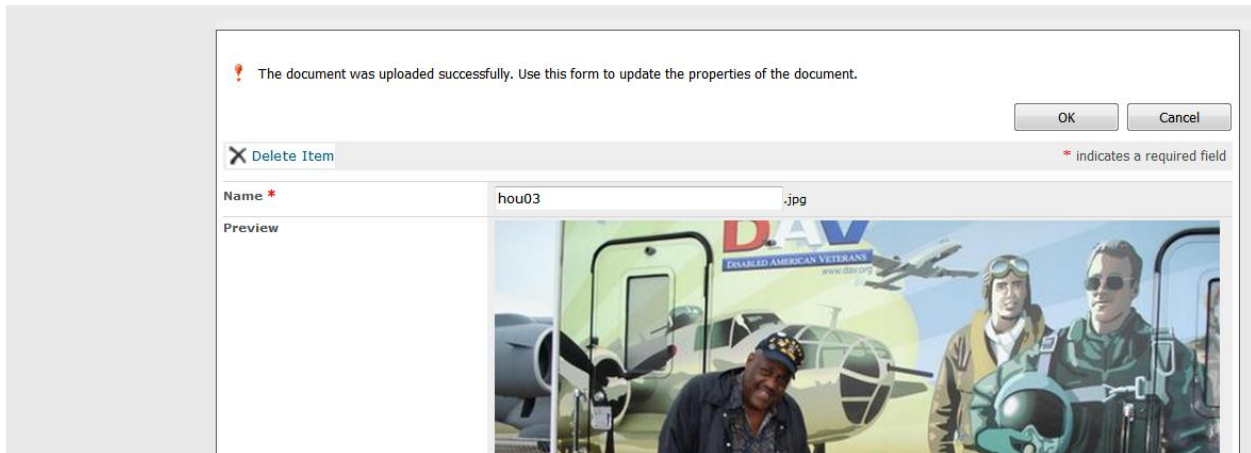 The document was uploaded successfully. Use this form to update the properties of the document.
OK Cancel
Delete Item * indicates a required field
Name * hou03 .jpg
Preview
DAV
DISABLED AMERICAN VETERANS
www.dav.org